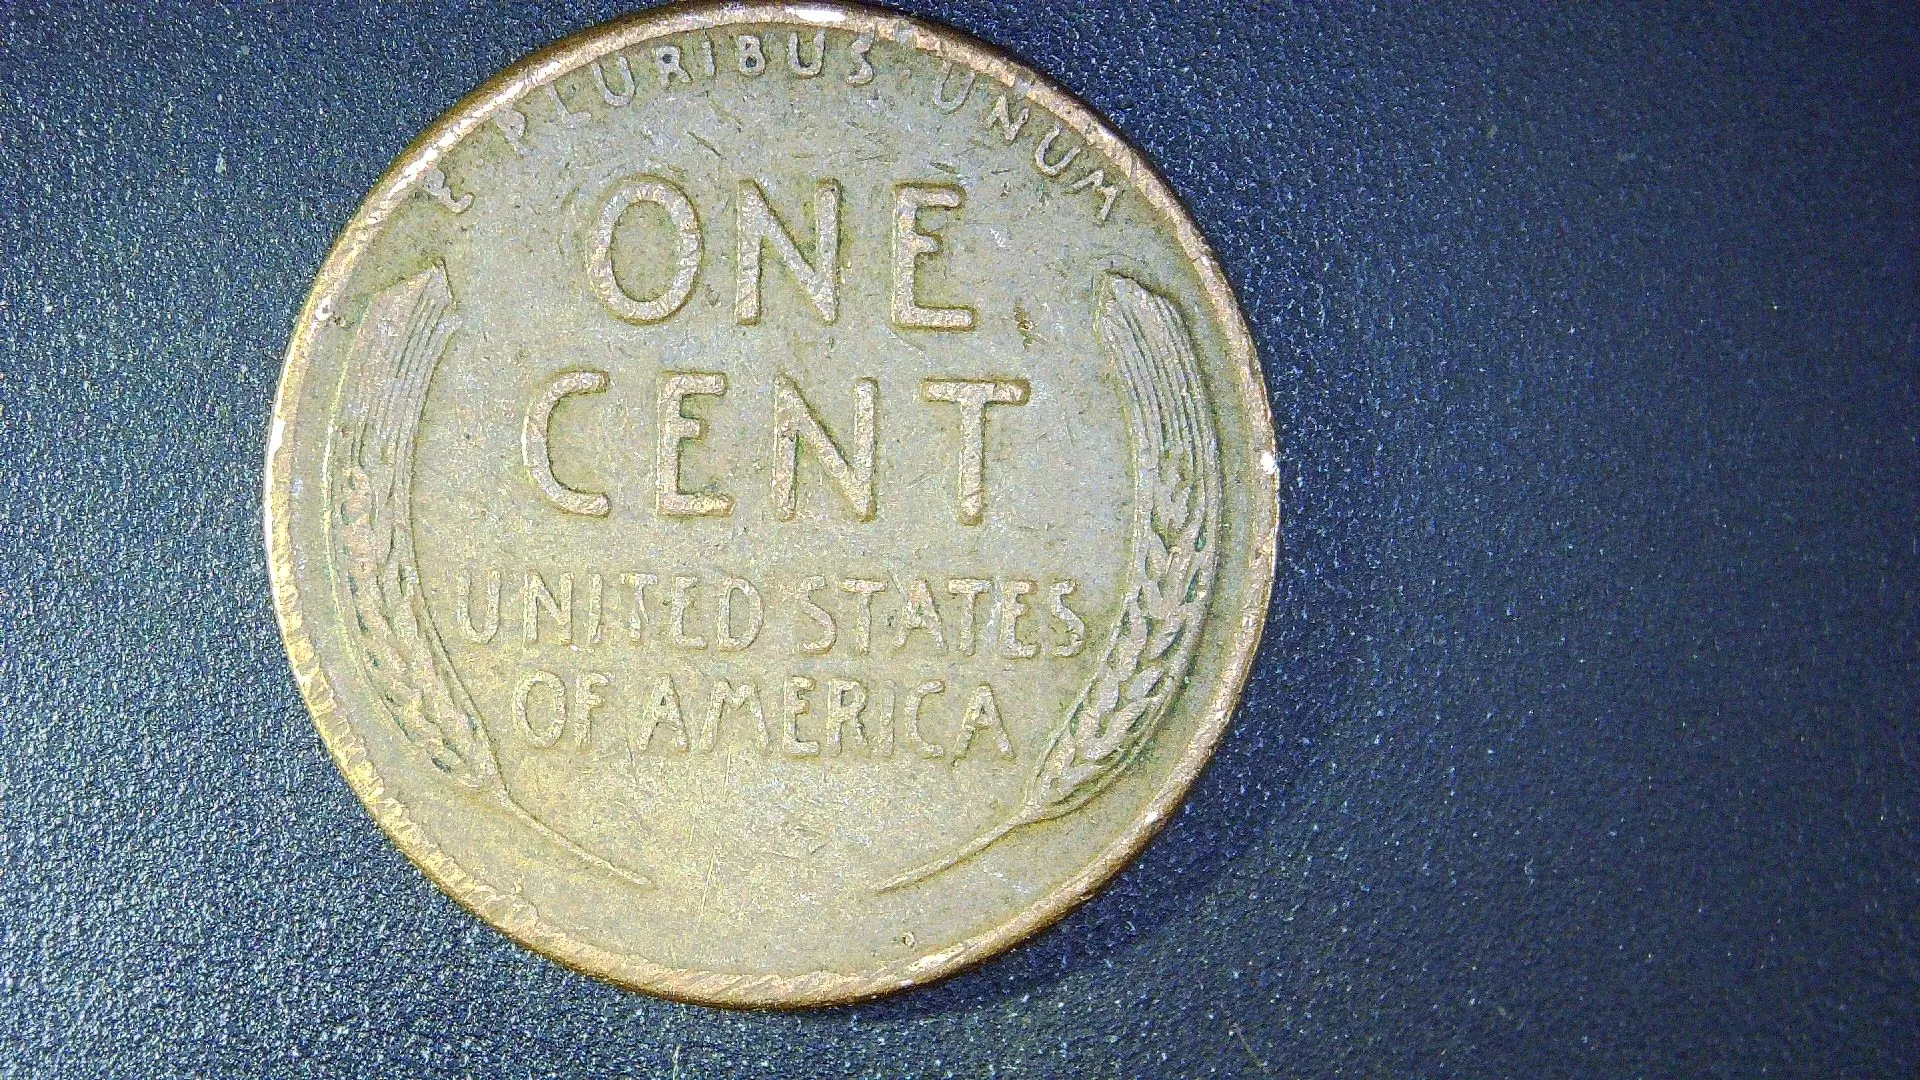 E PLURIBUS · UNUM
ONE
CENT
UNITED STATES
OF AMERICA